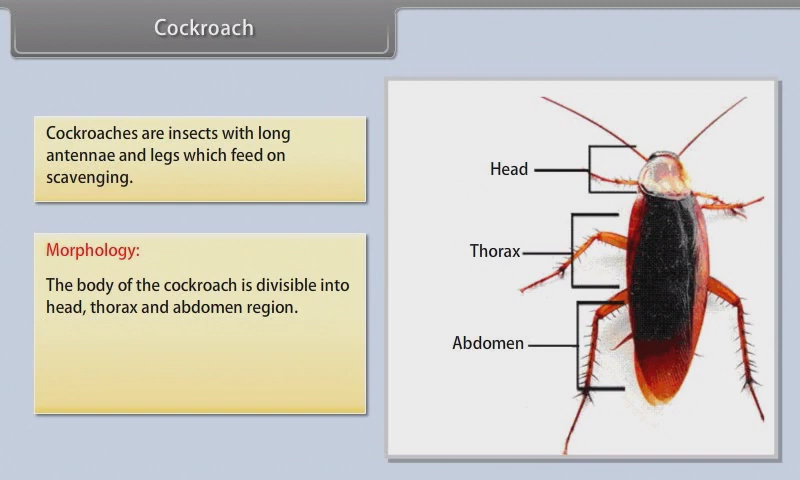 Cockroach
Cockroaches are insects with long
antennae and legs which feed on
scavenging.
Morphology:
The body of the cockroach is divisible into
head, thorax and abdomen region.
Head
Thorax
Abdomen